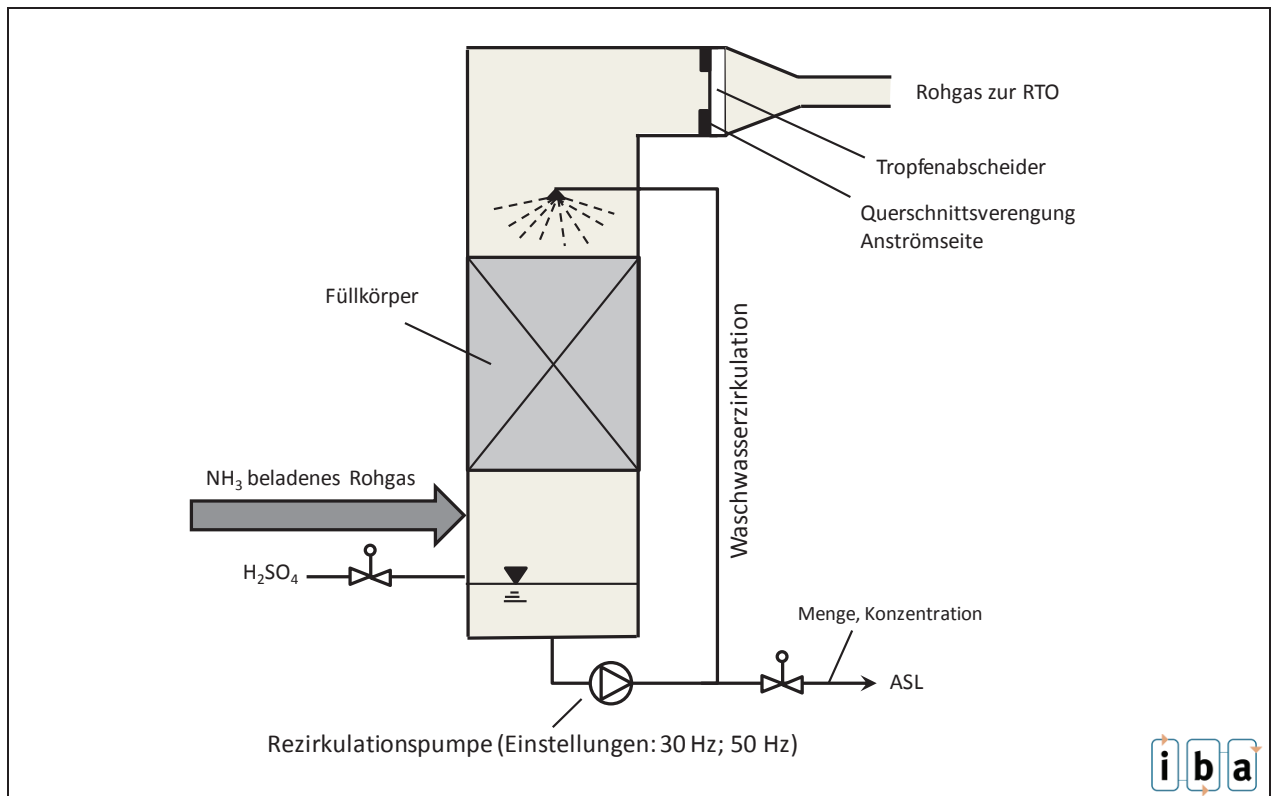 Rohgas zur RTO
Tropfenabscheider
Querschnittsverengung
Anströmseite
Füllkörper
Waschwasserzirkulation
NH₃ beladenes Rohgas
H₂SO₄
Menge, Konzentration
ASL
Rezirkulationspumpe (Einstellungen: 30 Hz; 50 Hz)
iba